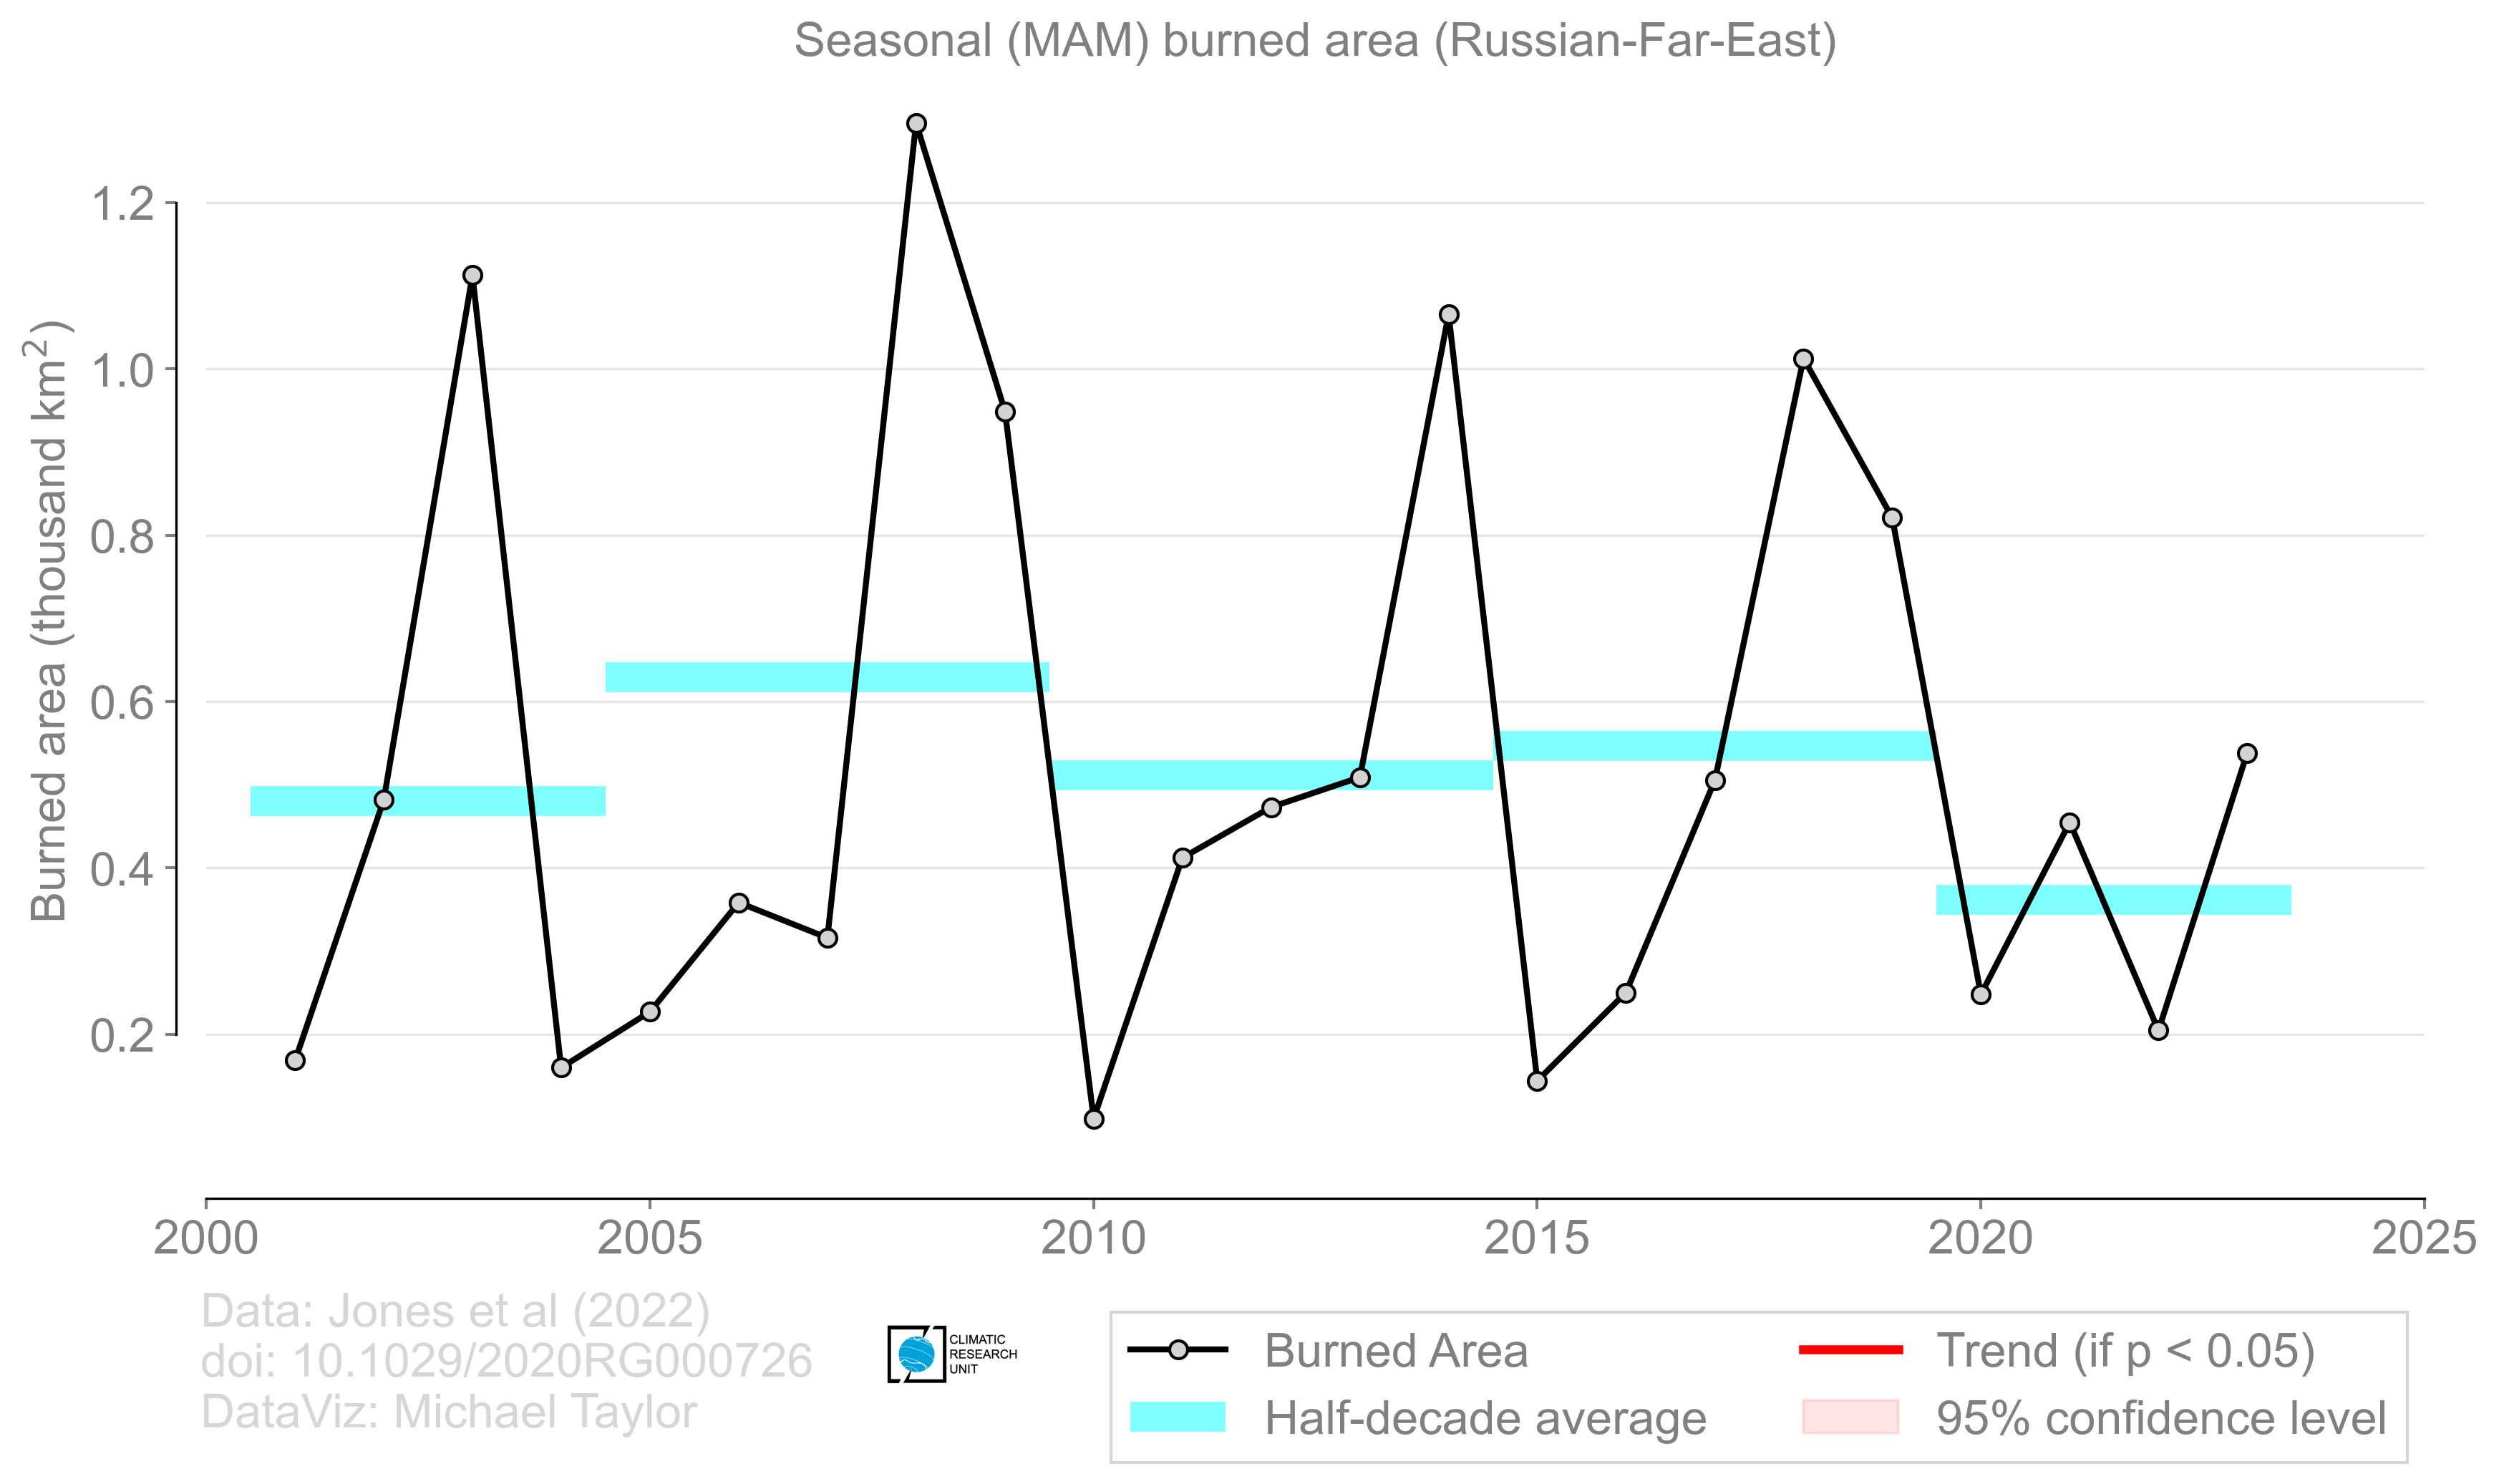 Seasonal (MAM) burned area (Russian-Far-East)
Burned area (thousand km²)
1.2
1.0
0.8
0.6
0.4
0.2
2000 2005 2010 2015 2020 2025
Data: Jones et al (2022)
doi: 10.1029/2020RG000726
DataViz: Michael Taylor
CLIMATIC
RESEARCH
UNIT
Burned Area
Half-decade average
Trend (if p < 0.05)
95% confidence level